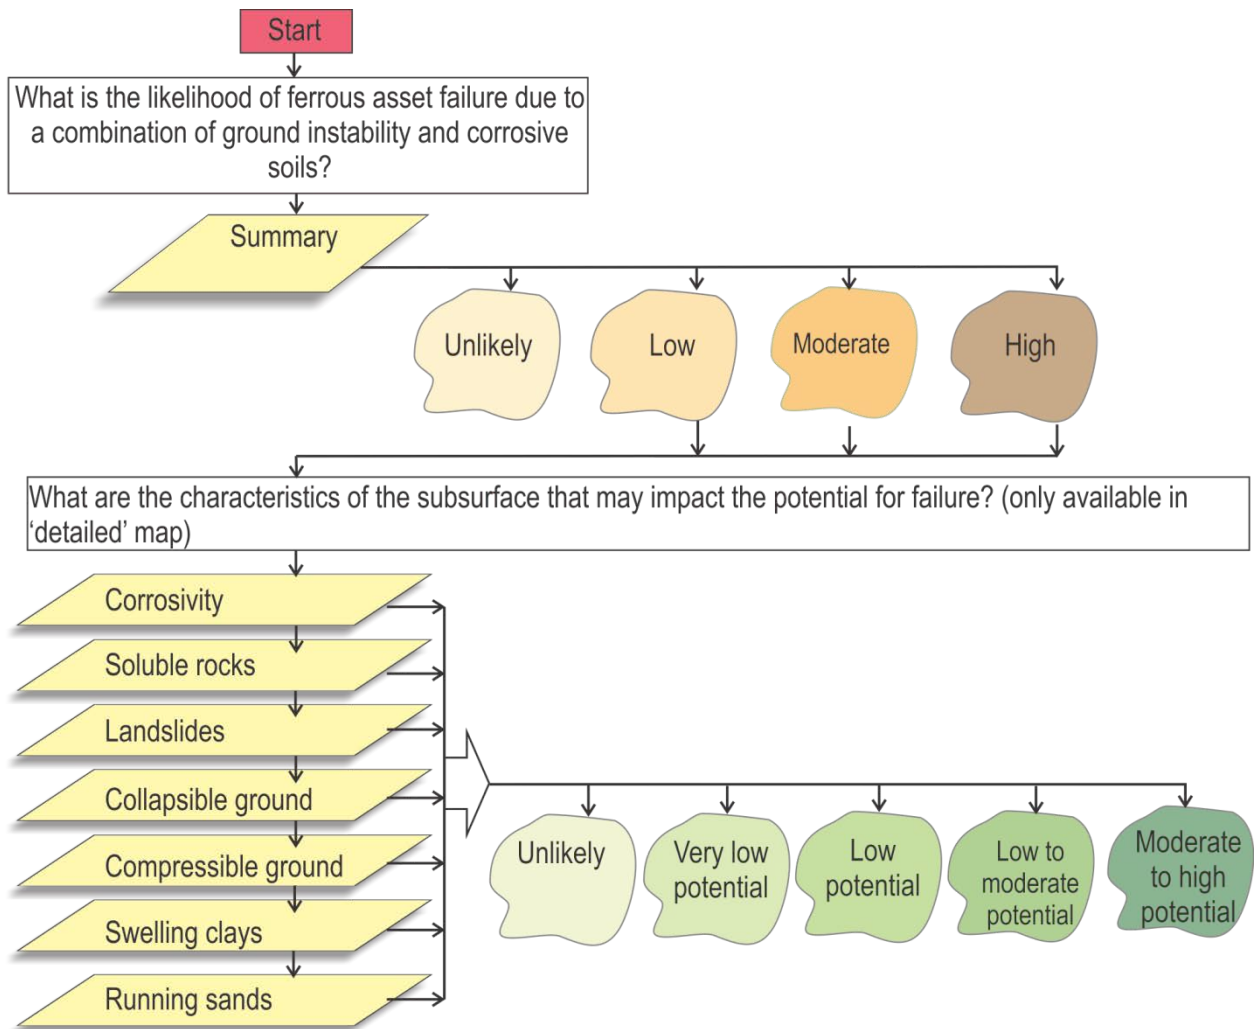 Start
What is the likelihood of ferrous asset failure due to
a combination of ground instability and corrosive
soils?
Summary
Unlikely
Low
Moderate
High
What are the characteristics of the subsurface that may impact the potential for failure? (only available in
‘detailed’ map)
Corrosivity
Soluble rocks
Landslides
Collapsible ground
Compressible ground
Swelling clays
Running sands
Unlikely
Very low
potential
Low
potential
Low to
moderate
potential
Moderate
to high
potential